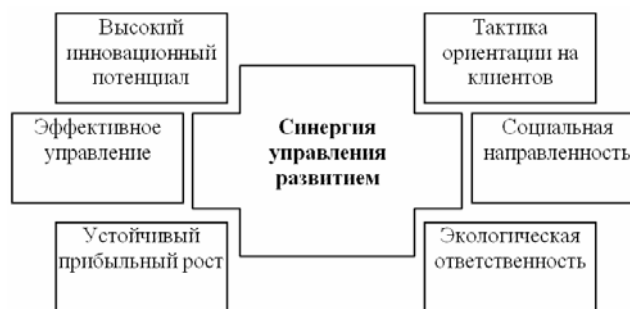 Высокий
инновационный
потенциал
Тактика
ориентации на
клиентов
Эффективное
управление
Синергия
управления
развитием
Социальная
направленность
Устойчивый
прибыльный рост
Экологическая
ответственность